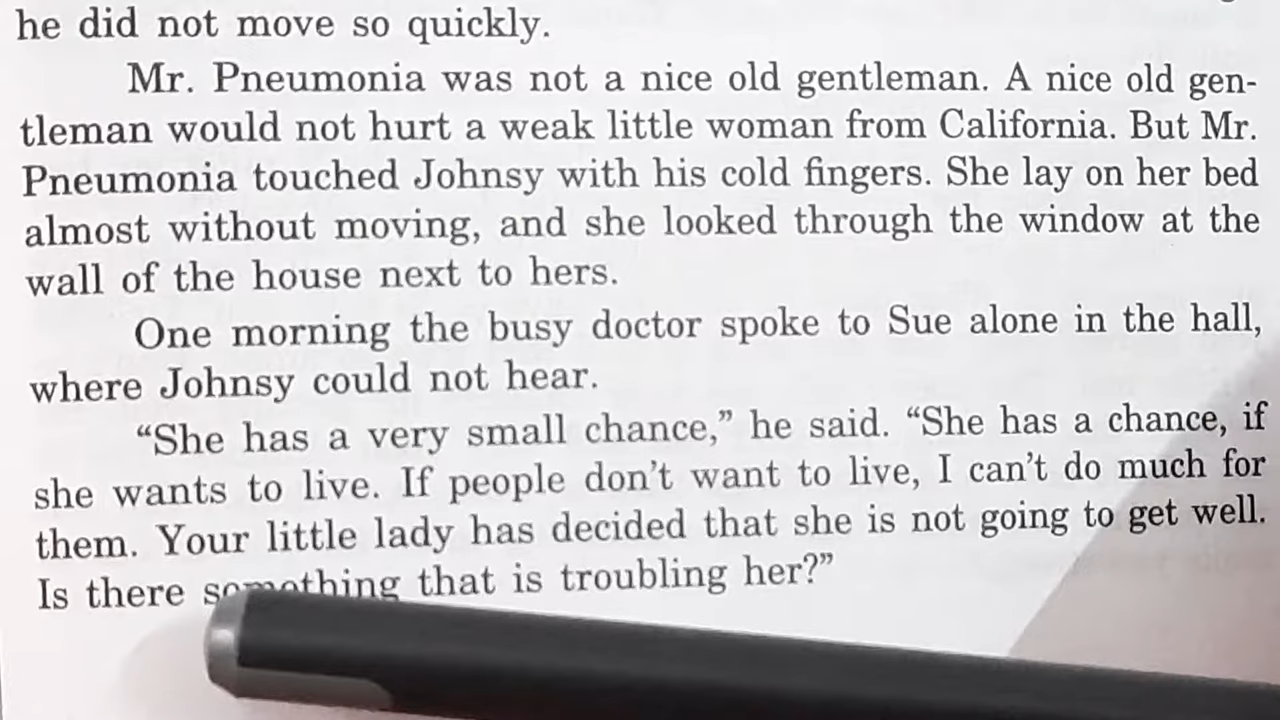 he did not move so quickly.
Mr. Pneumonia was not a nice old gentleman. A nice old gen-
tleman would not hurt a weak little woman from California. But Mr.
Pneumonia touched Johnsy with his cold fingers. She lay on her bed
almost without moving, and she looked through the window at the
wall of the house next to hers.
One morning the busy doctor spoke to Sue alone in the hall,
where Johnsy could not hear.
“She has a very small chance,” he said. “She has a chance, if
she wants to live. If people don’t want to live, I can’t do much for
them. Your little lady has decided that she is not going to get well.
Is there something that is troubling her?”